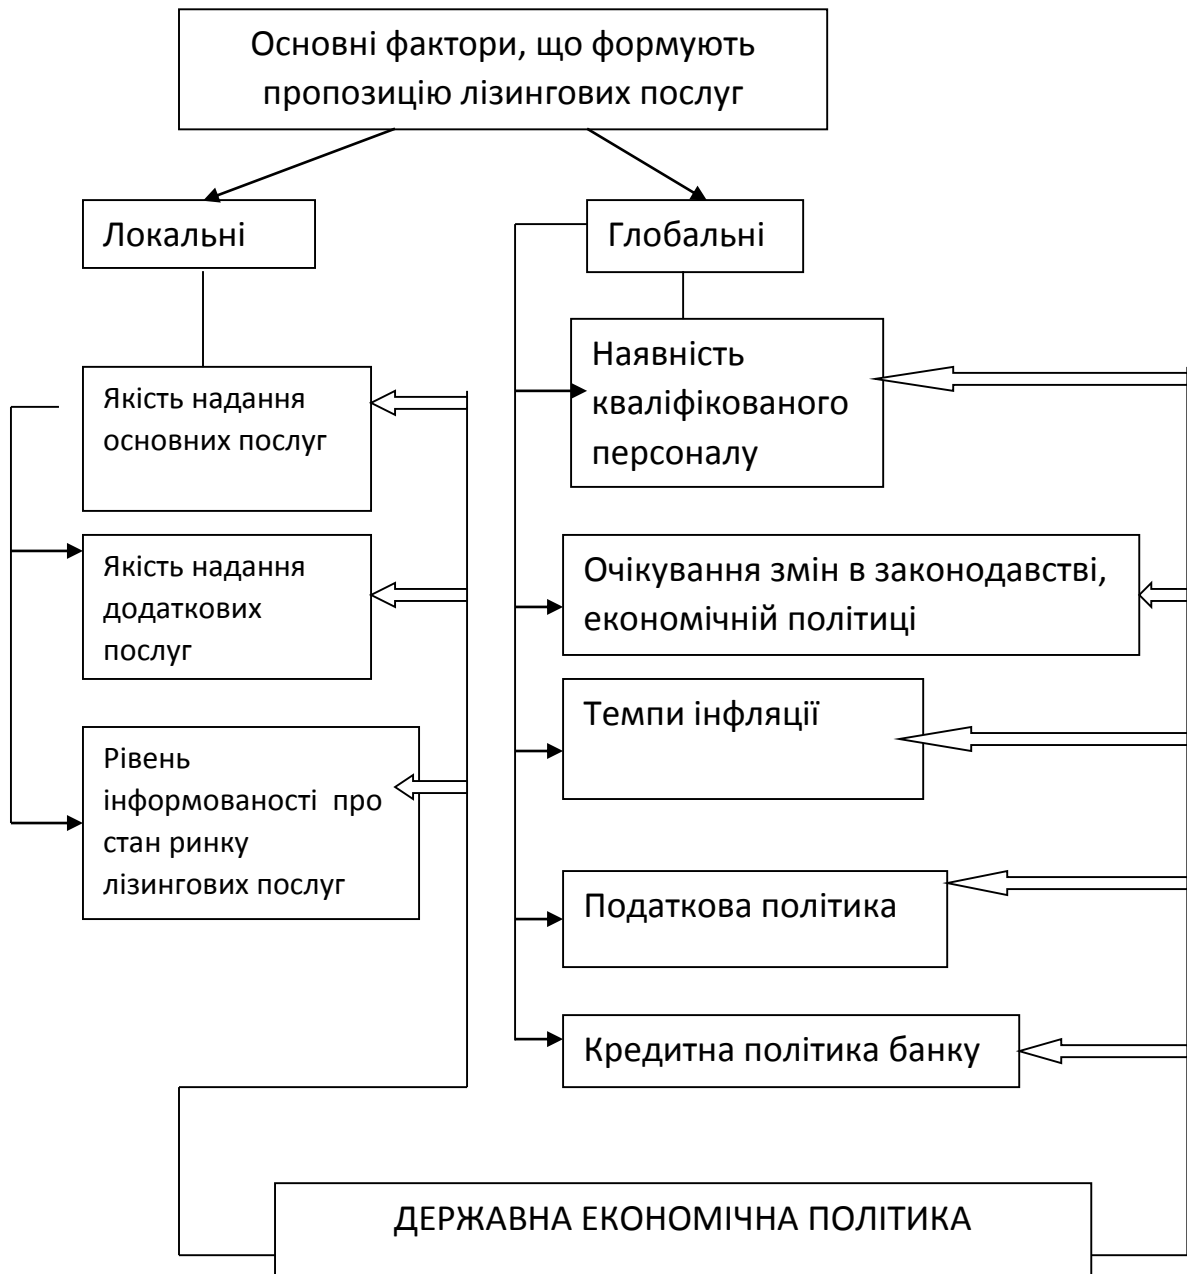 Основні фактори, що формують
пропозицію лізингових послуг
Локальні
Глобальні
Якість надання
основних послуг
Якість надання
додаткових
послуг
Рівень
інформованості про
стан ринку
лізингових послуг
Наявність
кваліфікованого
персоналу
Очікування змін в законодавстві,
економічній політиці
Темпи інфляції
Податкова політика
Кредитна політика банку
ДЕРЖАВНА ЕКОНОМІЧНА ПОЛІТИКА